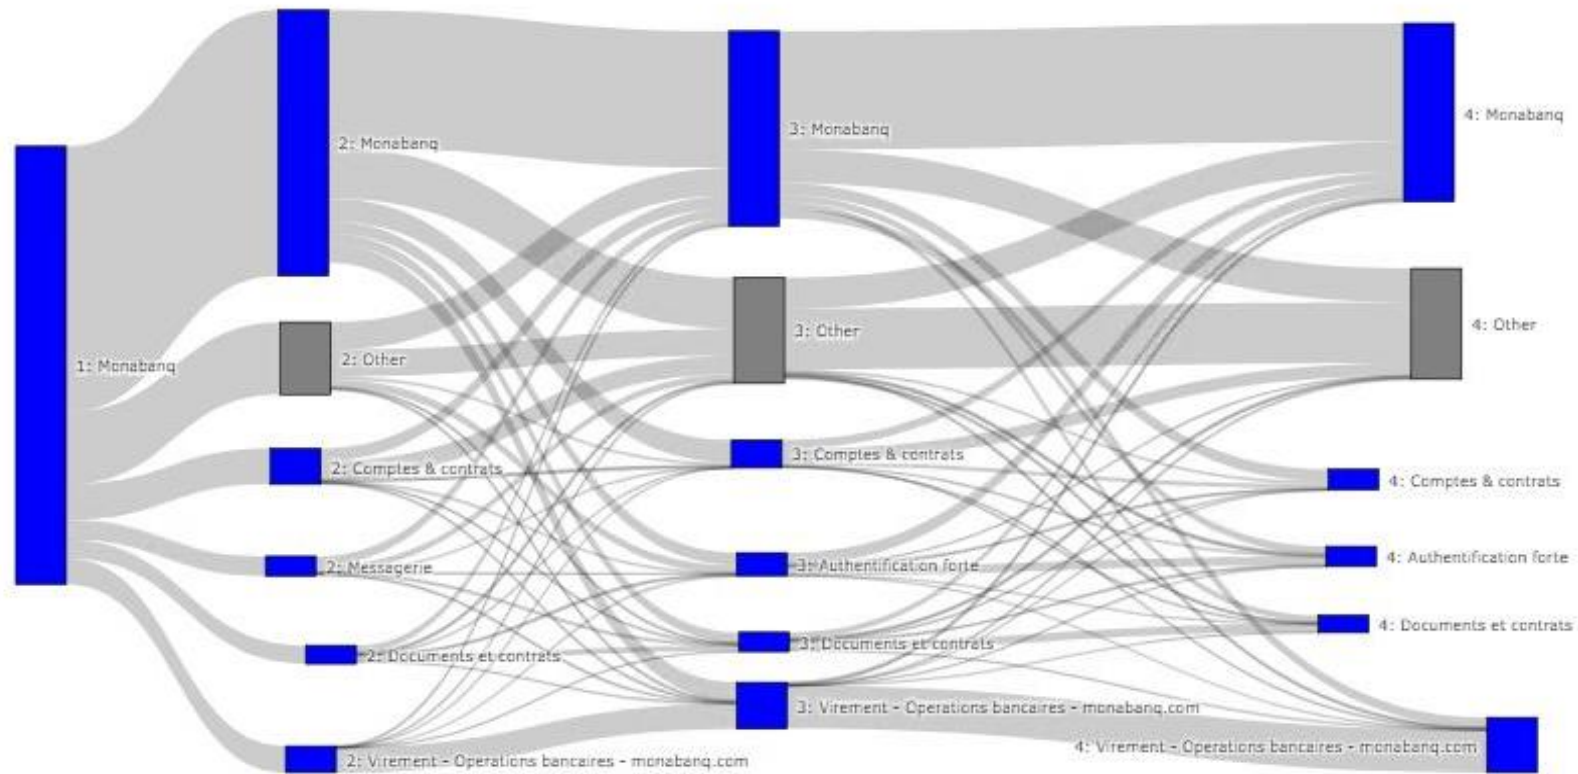 1: Monabanq
2: Monabanq
2: Other
2: Comptes & contrats
2: Messagerie
2: Documents et contrats
2: Virement - Operations bancaires - monabanq.com
3: Monabanq
3: Other
3: Comptes & contrats
3: Authentification forte
3: Documents et contrats
3: Virement - Operations bancaires - monabanq.com
4: Monabanq
4: Other
4: Comptes & contrats
4: Authentification forte
4: Documents et contrats
4: Virement - Operations bancaires - monabanq.com